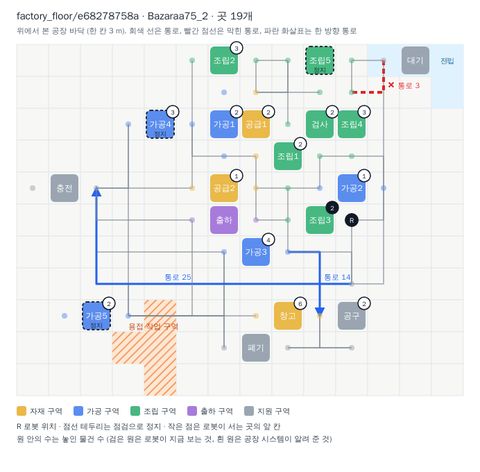 factory_floor/e68278758a · Bazaraa75_2 · 곳 19개
위에서 본 공장 바닥 (한 칸 3 m). 회색 선은 통로, 빨간 점선은 막힌 통로, 파란 화살표는 한 방향 통로
조립2 3
조립5 정지
대기
전립
✕ 통로 3
가공4 3 정지
가공1 2
공급1 2
검사 2
조립4 3
조립1 2
충전
공급2 1
가공2 1
출하
조립3 2
R
가공3 4
통로 25
통로 14
가공5 2 정지
용접 작업 구역
창고 6
공구 2
폐기
자재 구역 가공 구역 조립 구역 출하 구역 지원 구역
R 로봇 위치 · 점선 테두리는 점검으로 정지 · 작은 점은 로봇이 서는 곳의 앞 칸
원 안의 수는 놓인 물건 수 (검은 원은 로봇이 지금 보는 것, 흰 원은 공장 시스템이 알려 준 것)